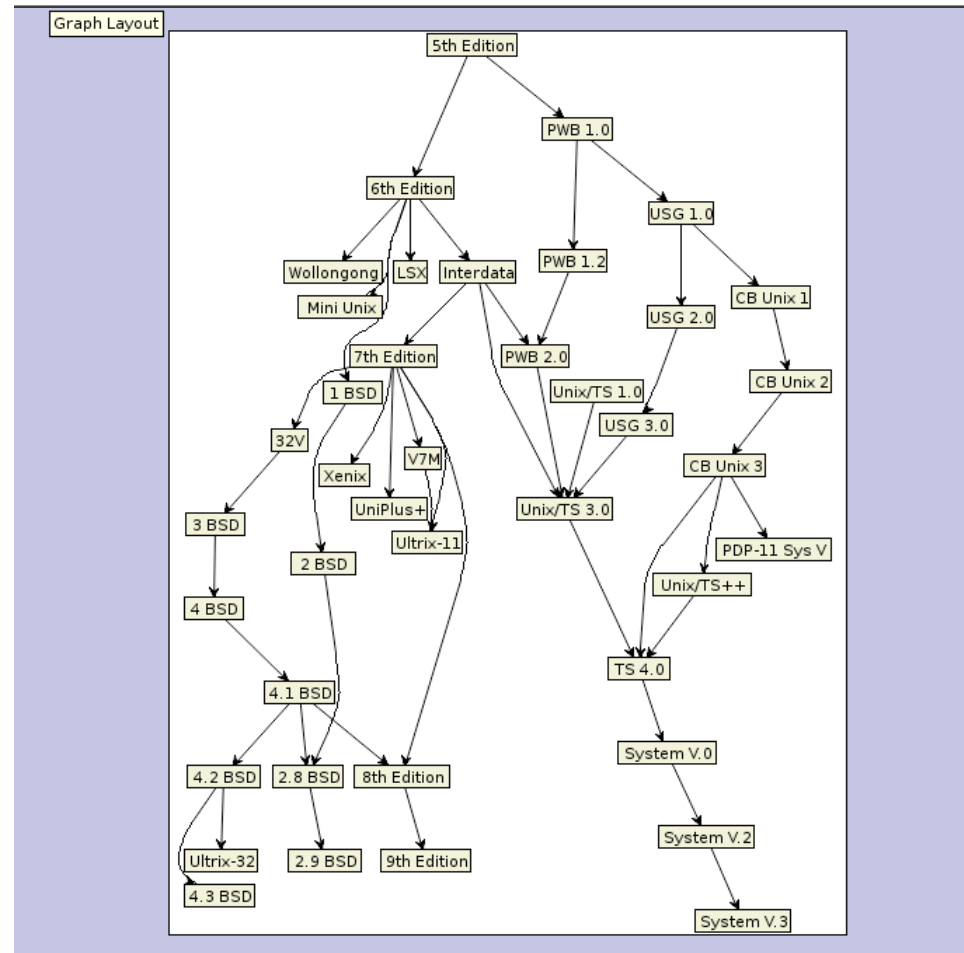 Graph Layout
5th Edition
PWB 1.0
6th Edition
USG 1.0
PWB 1.2
Wollongong
LSX
Interdata
CB Unix 1
Mini Unix
USG 2.0
7th Edition
PWB 2.0
CB Unix 2
1 BSD
Unix/TS 1.0
USG 3.0
32V
V7M
CB Unix 3
Xenix
UniPlus+
Unix/TS 3.0
3 BSD
Ultrix-11
PDP-11 Sys V
2 BSD
Unix/TS++
4 BSD
TS 4.0
4.1 BSD
System V.0
4.2 BSD
2.8 BSD
8th Edition
System V.2
Ultrix-32
2.9 BSD
9th Edition
4.3 BSD
System V.3